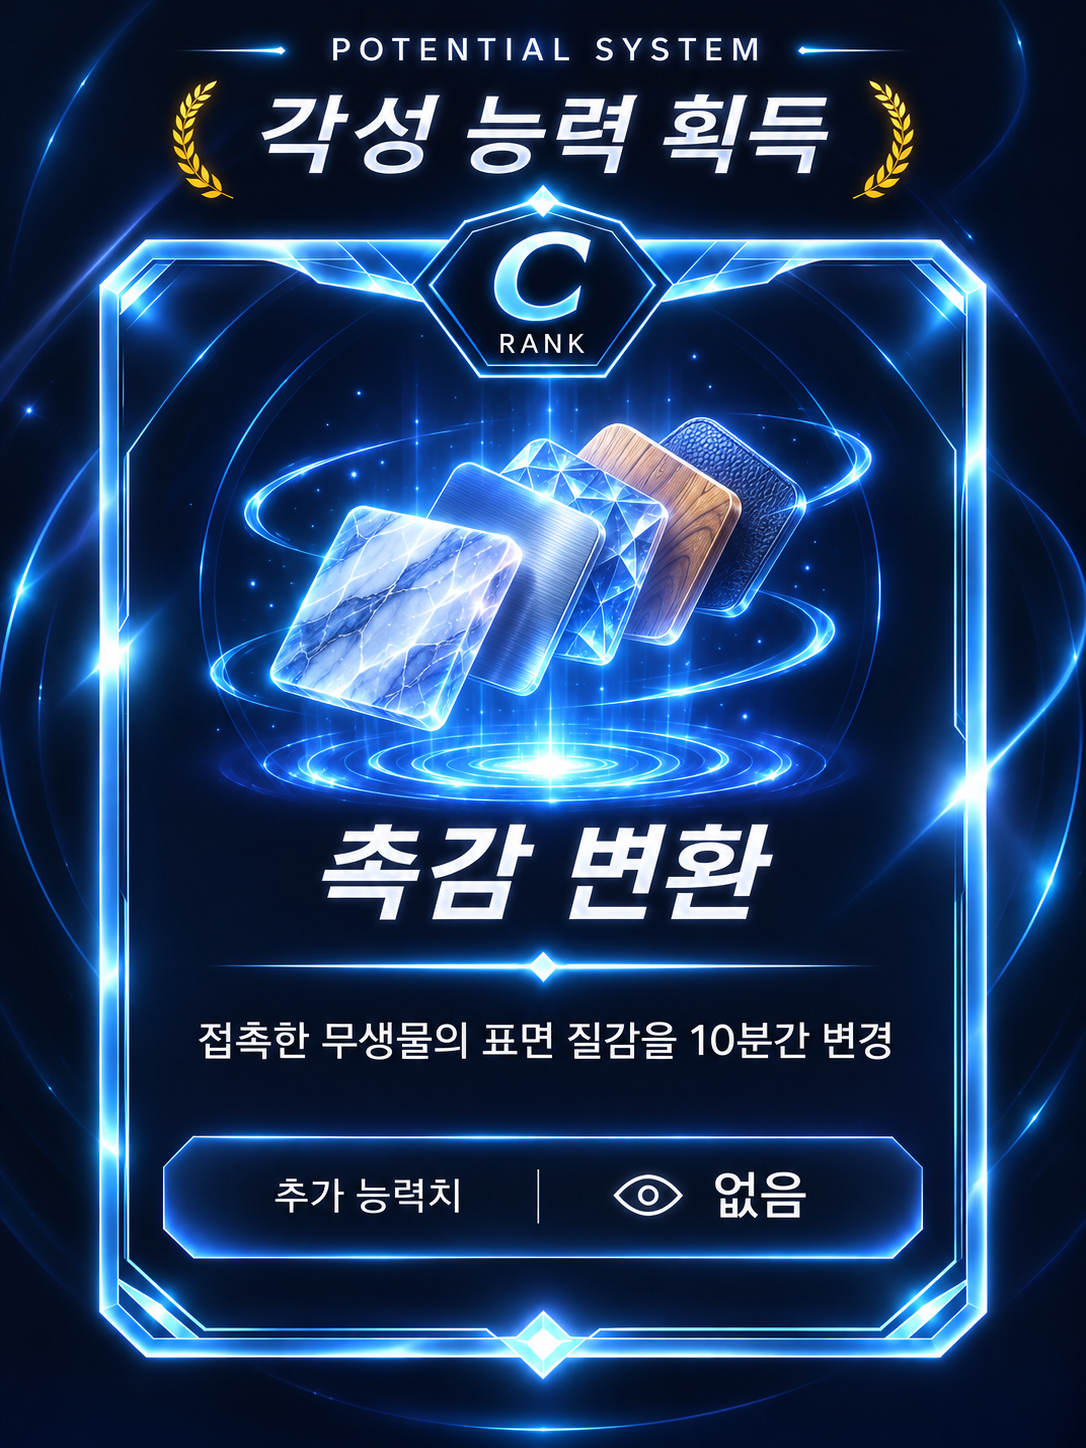 POTENTIAL SYSTEM
각성 능력 획득
C
RANK
촉감 변환
접촉한 무생물의 표면 질감을 10분간 변경
추가 능력치 없음